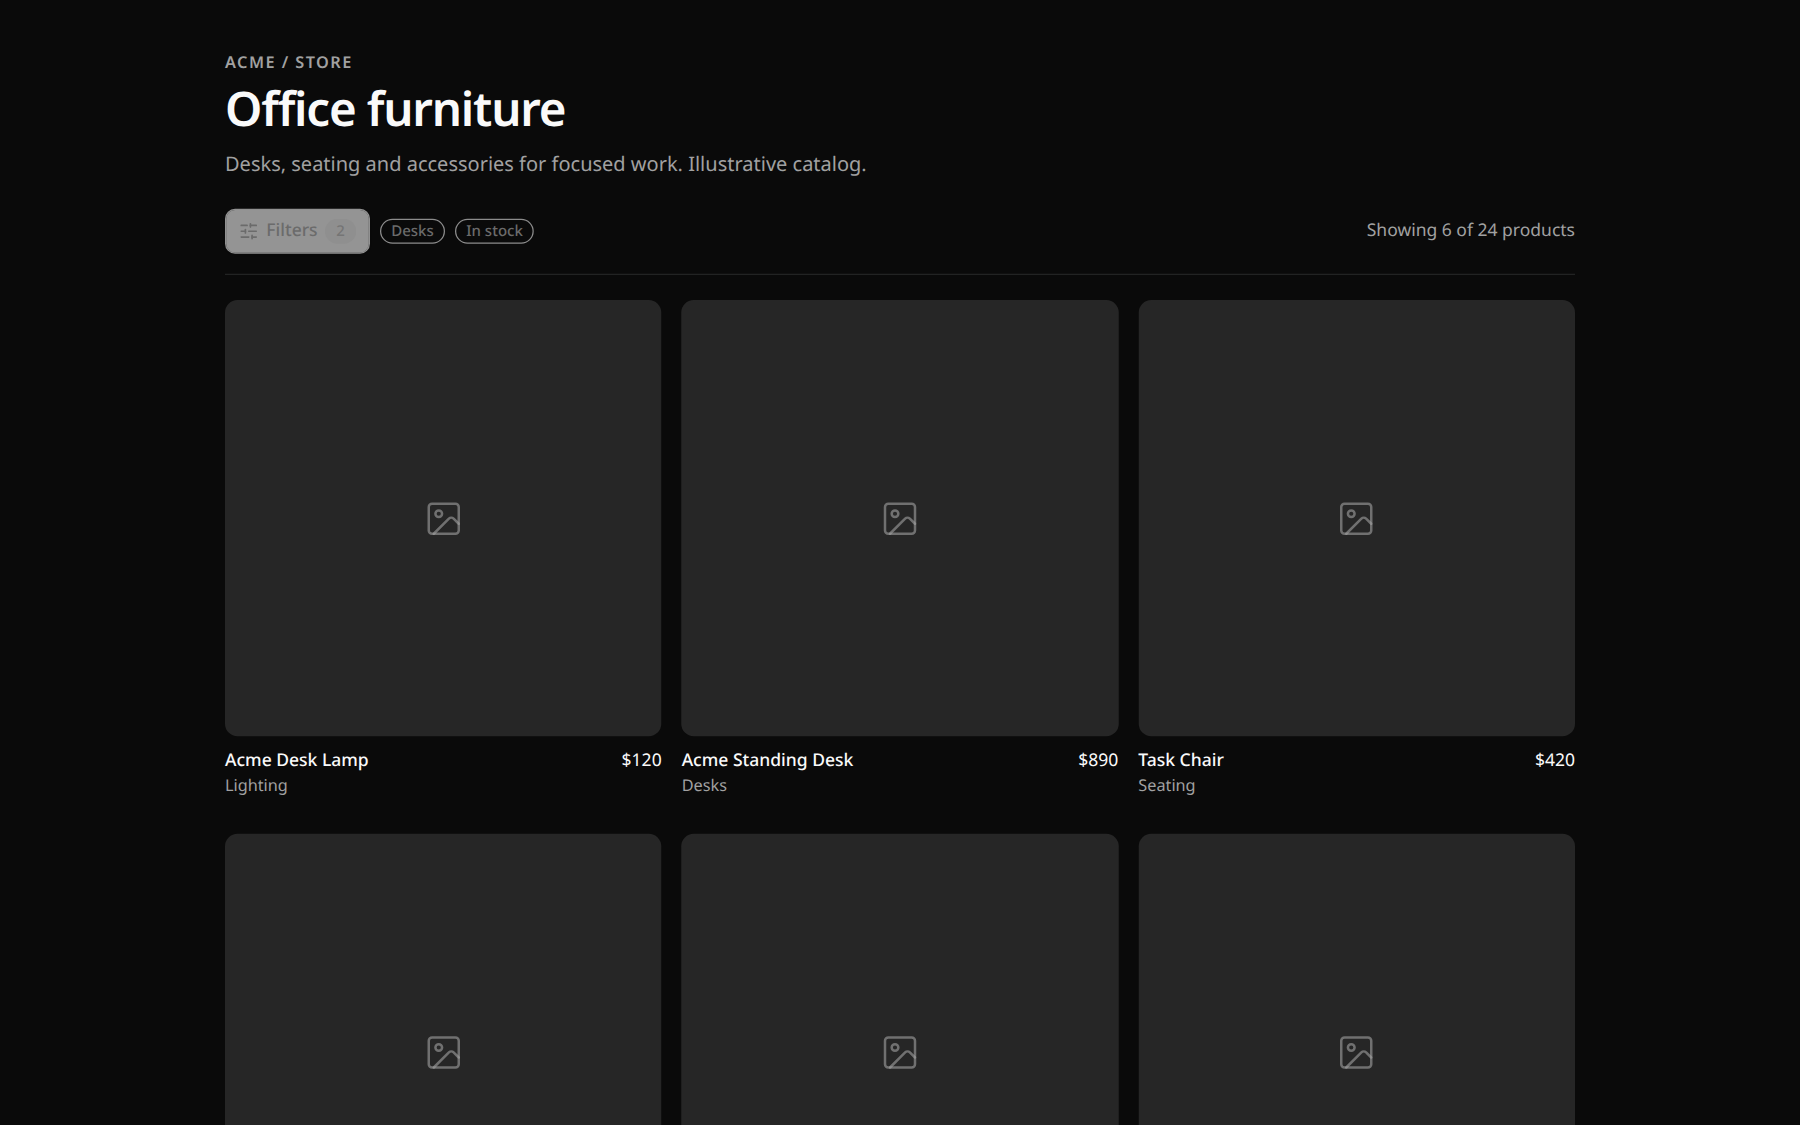 ACME / STORE
Office furniture
Desks, seating and accessories for focused work. Illustrative catalog.
Filters 2 Desks In stock Showing 6 of 24 products
Acme Desk Lamp $120 Acme Standing Desk $890 Task Chair $420
Lighting Desks Seating